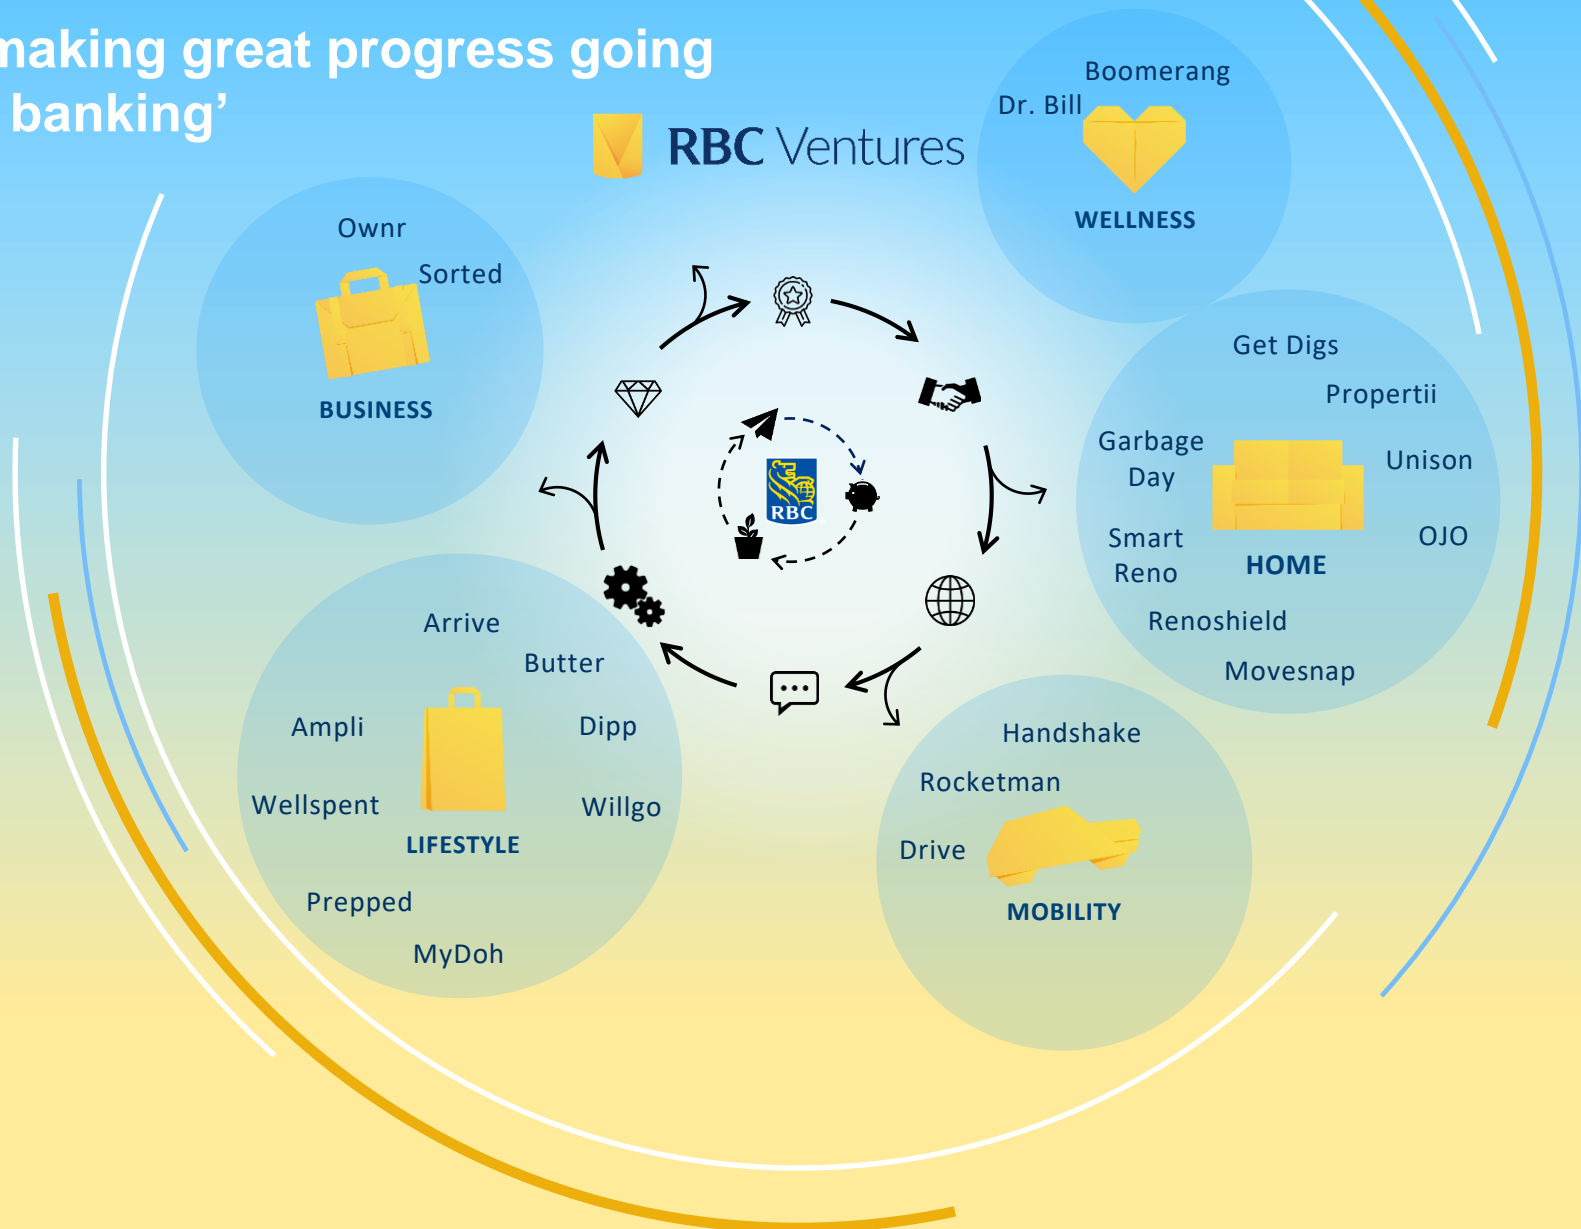 making great progress going
banking’
RBC Ventures
Boomerang
Dr. Bill
WELLNESS
Ownr
Sorted
BUSINESS
Get Digs
Propertii
Garbage
Day
Unison
Smart
Reno
OJO
HOME
Renoshield
Movesnap
RBC
Arrive
Butter
Ampli
Dipp
Wellspent
Willgo
LIFESTYLE
Prepped
MyDoh
Handshake
Rocketman
Drive
MOBILITY